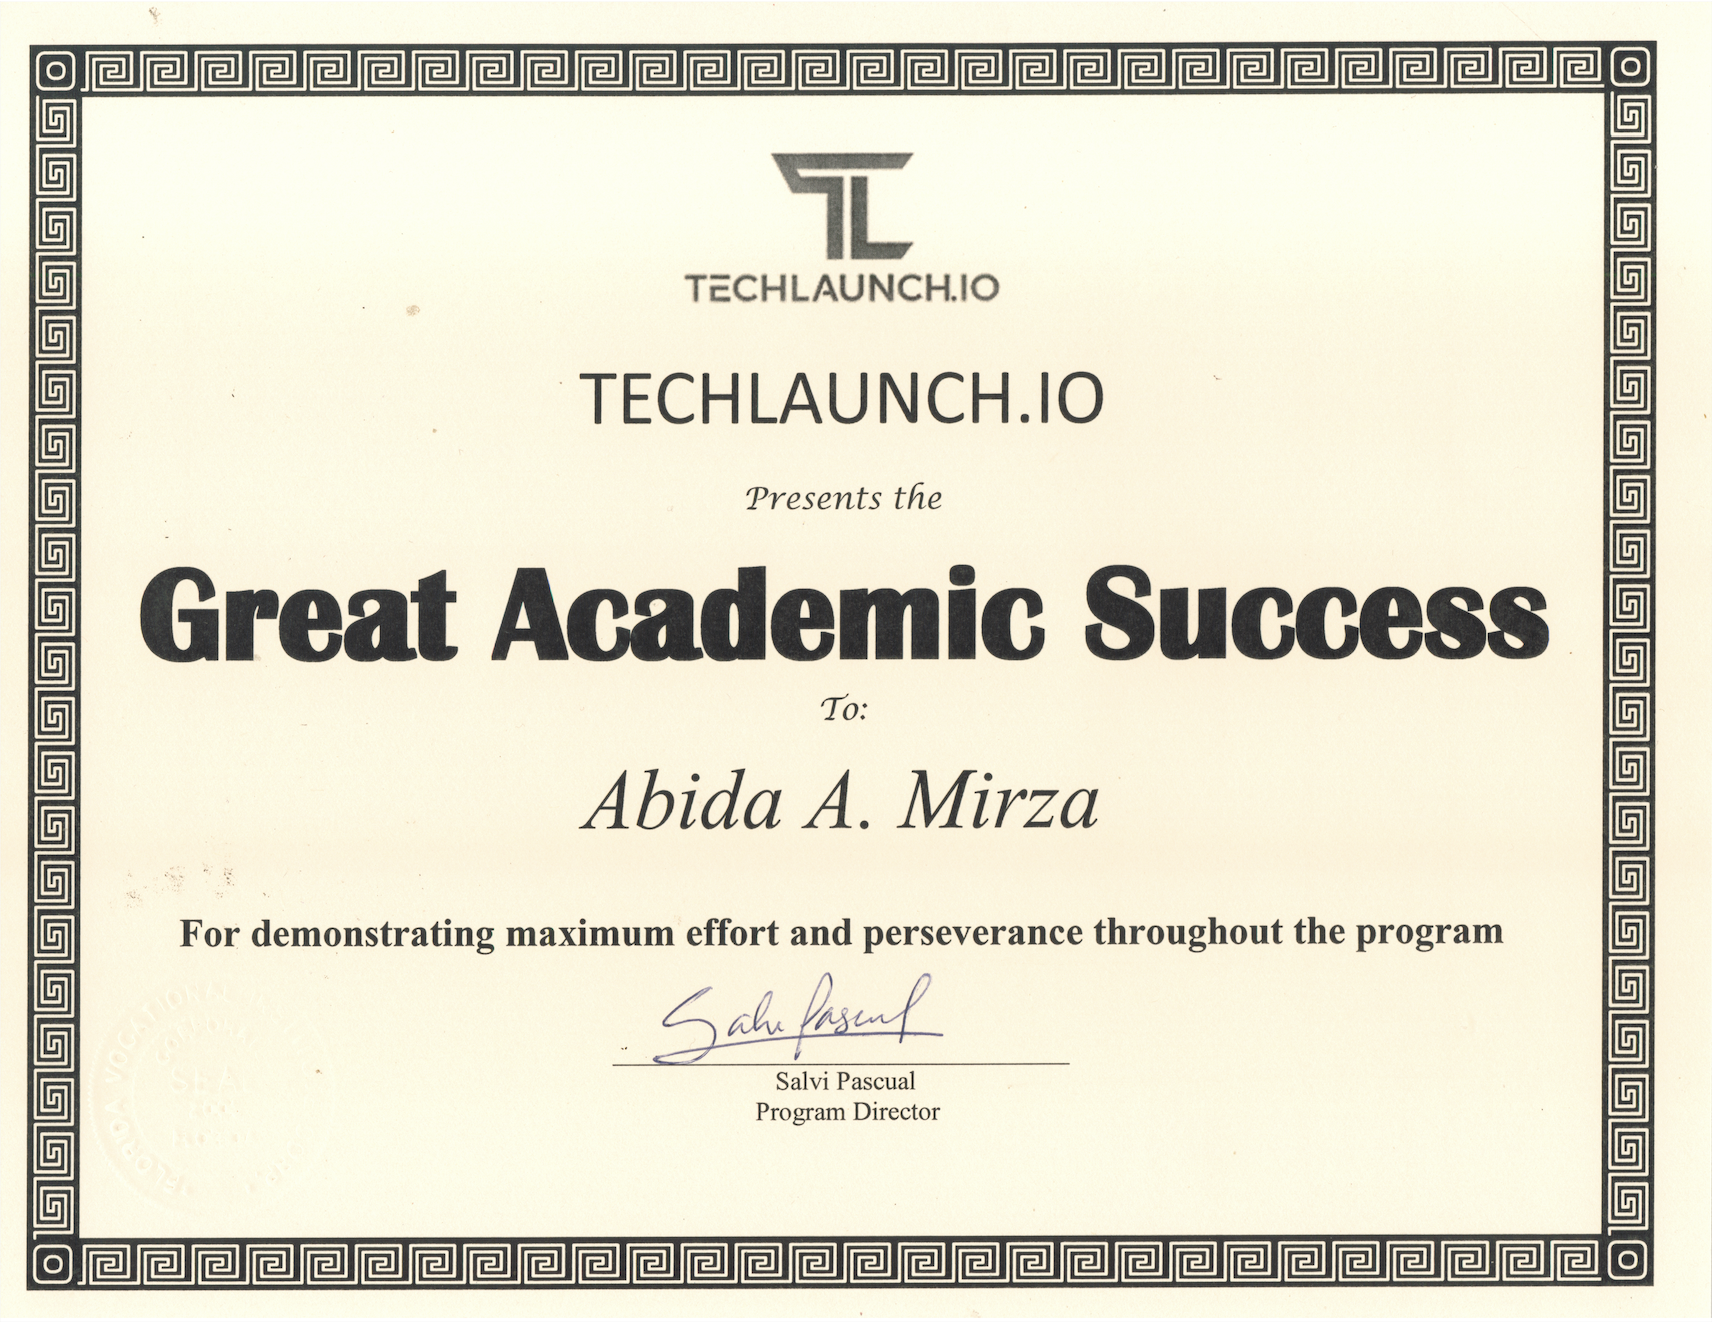 TECHLAUNCH.IO
TECHLAUNCH.IO
Presents the
Great Academic Success
To:
Abida A. Mirza
For demonstrating maximum effort and perseverance throughout the program
Salvi Pascual
Salvi Pascual
Program Director
FLORIDA VOCATIONAL
SEA